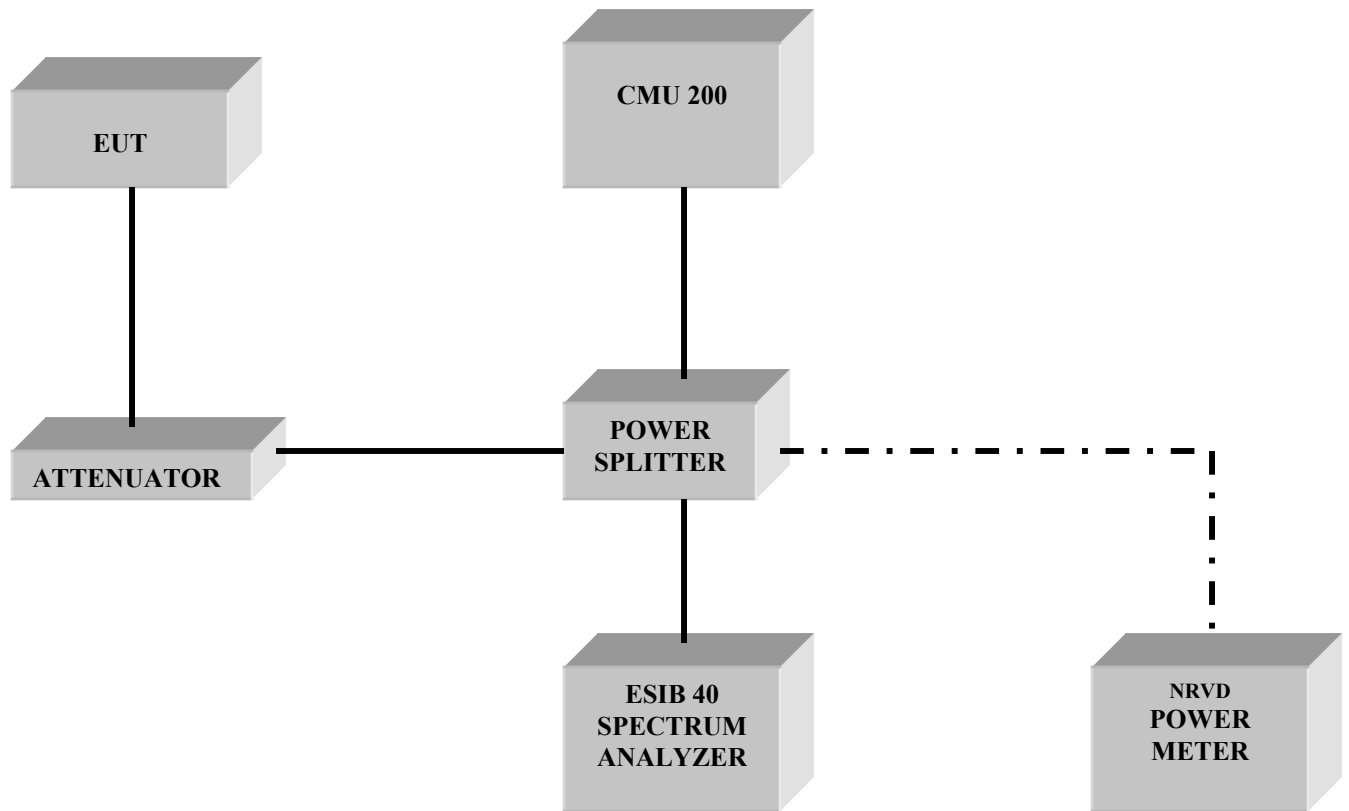 EUT
CMU 200
ATTENUATOR
POWER
SPLITTER
ESIB 40
SPECTRUM
ANALYZER
NRVD
POWER
METER